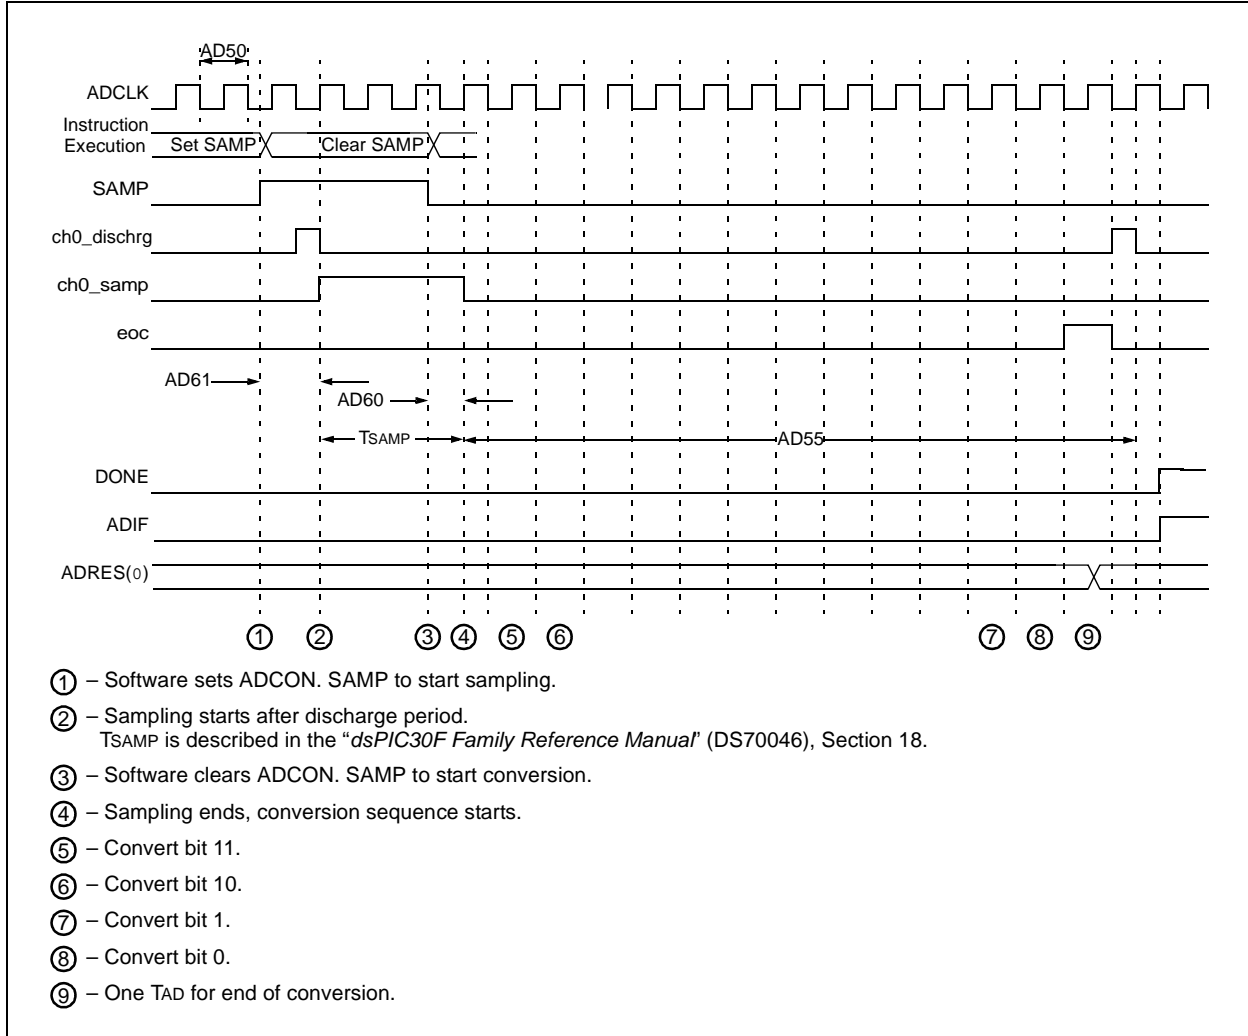 AD50
ADCLK
Instruction
Execution
Set SAMP
Clear SAMP
SAMP
ch0_dischrg
ch0_samp
eoc
AD61
AD60
TSAMP
AD55
DONE
ADIF
ADRES(0)
1 2 3 4 5 6 7 8 9
1 – Software sets ADCON. SAMP to start sampling.
2 – Sampling starts after discharge period.
TSAMP is described in the “dsPIC30F Family Reference Manual” (DS70046), Section 18.
3 – Software clears ADCON. SAMP to start conversion.
4 – Sampling ends, conversion sequence starts.
5 – Convert bit 11.
6 – Convert bit 10.
7 – Convert bit 1.
8 – Convert bit 0.
9 – One TAD for end of conversion.